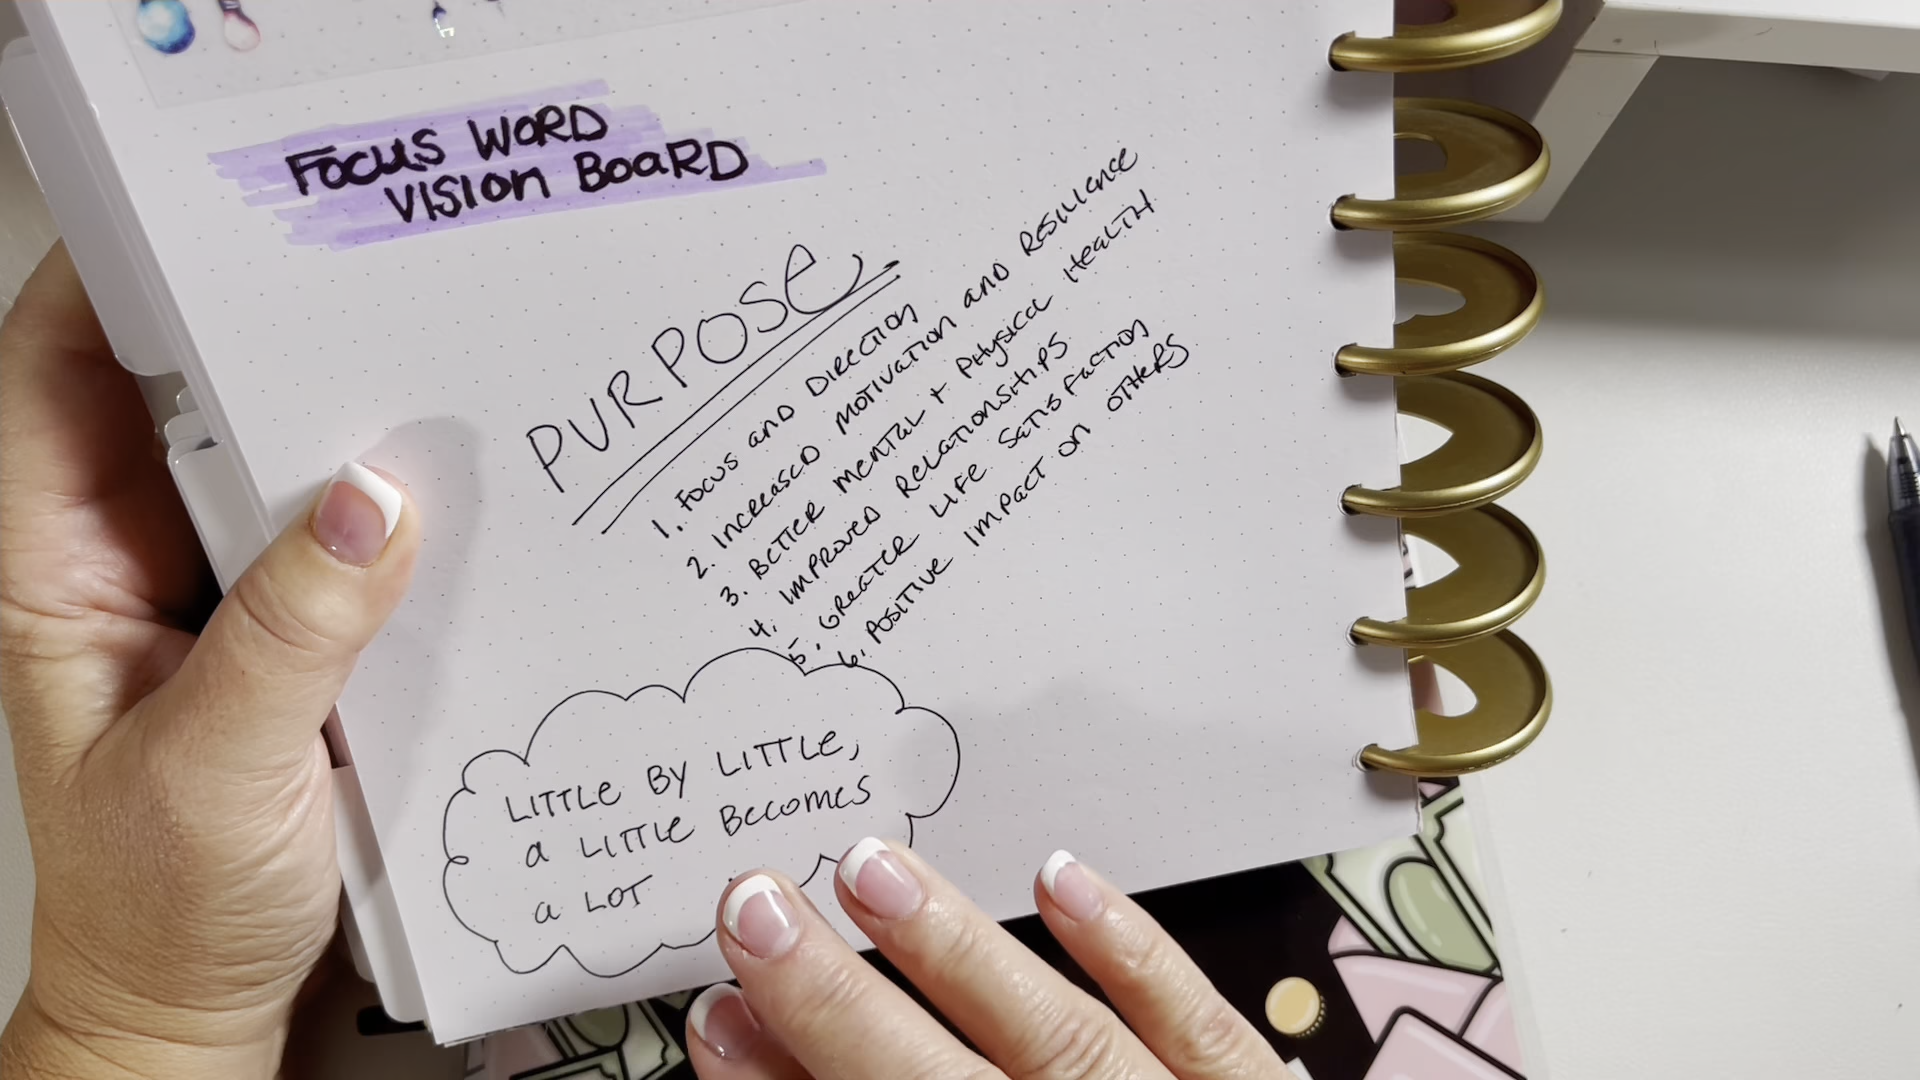 FOCUS WORD
VISION BOARD
PURPOSE
1. FOCUS AND DIRECTION
2. INCREASED MOTIVATION AND RESILIENCE
3. BETTER MENTAL + PHYSICAL HEALTH
4. IMPROVED RELATIONSHIPS
5. GREATER LIFE SATISFACTION
6. POSITIVE IMPACT ON OTHERS
LITTLE BY LITTLE,
A LITTLE BECOMES
A LOT